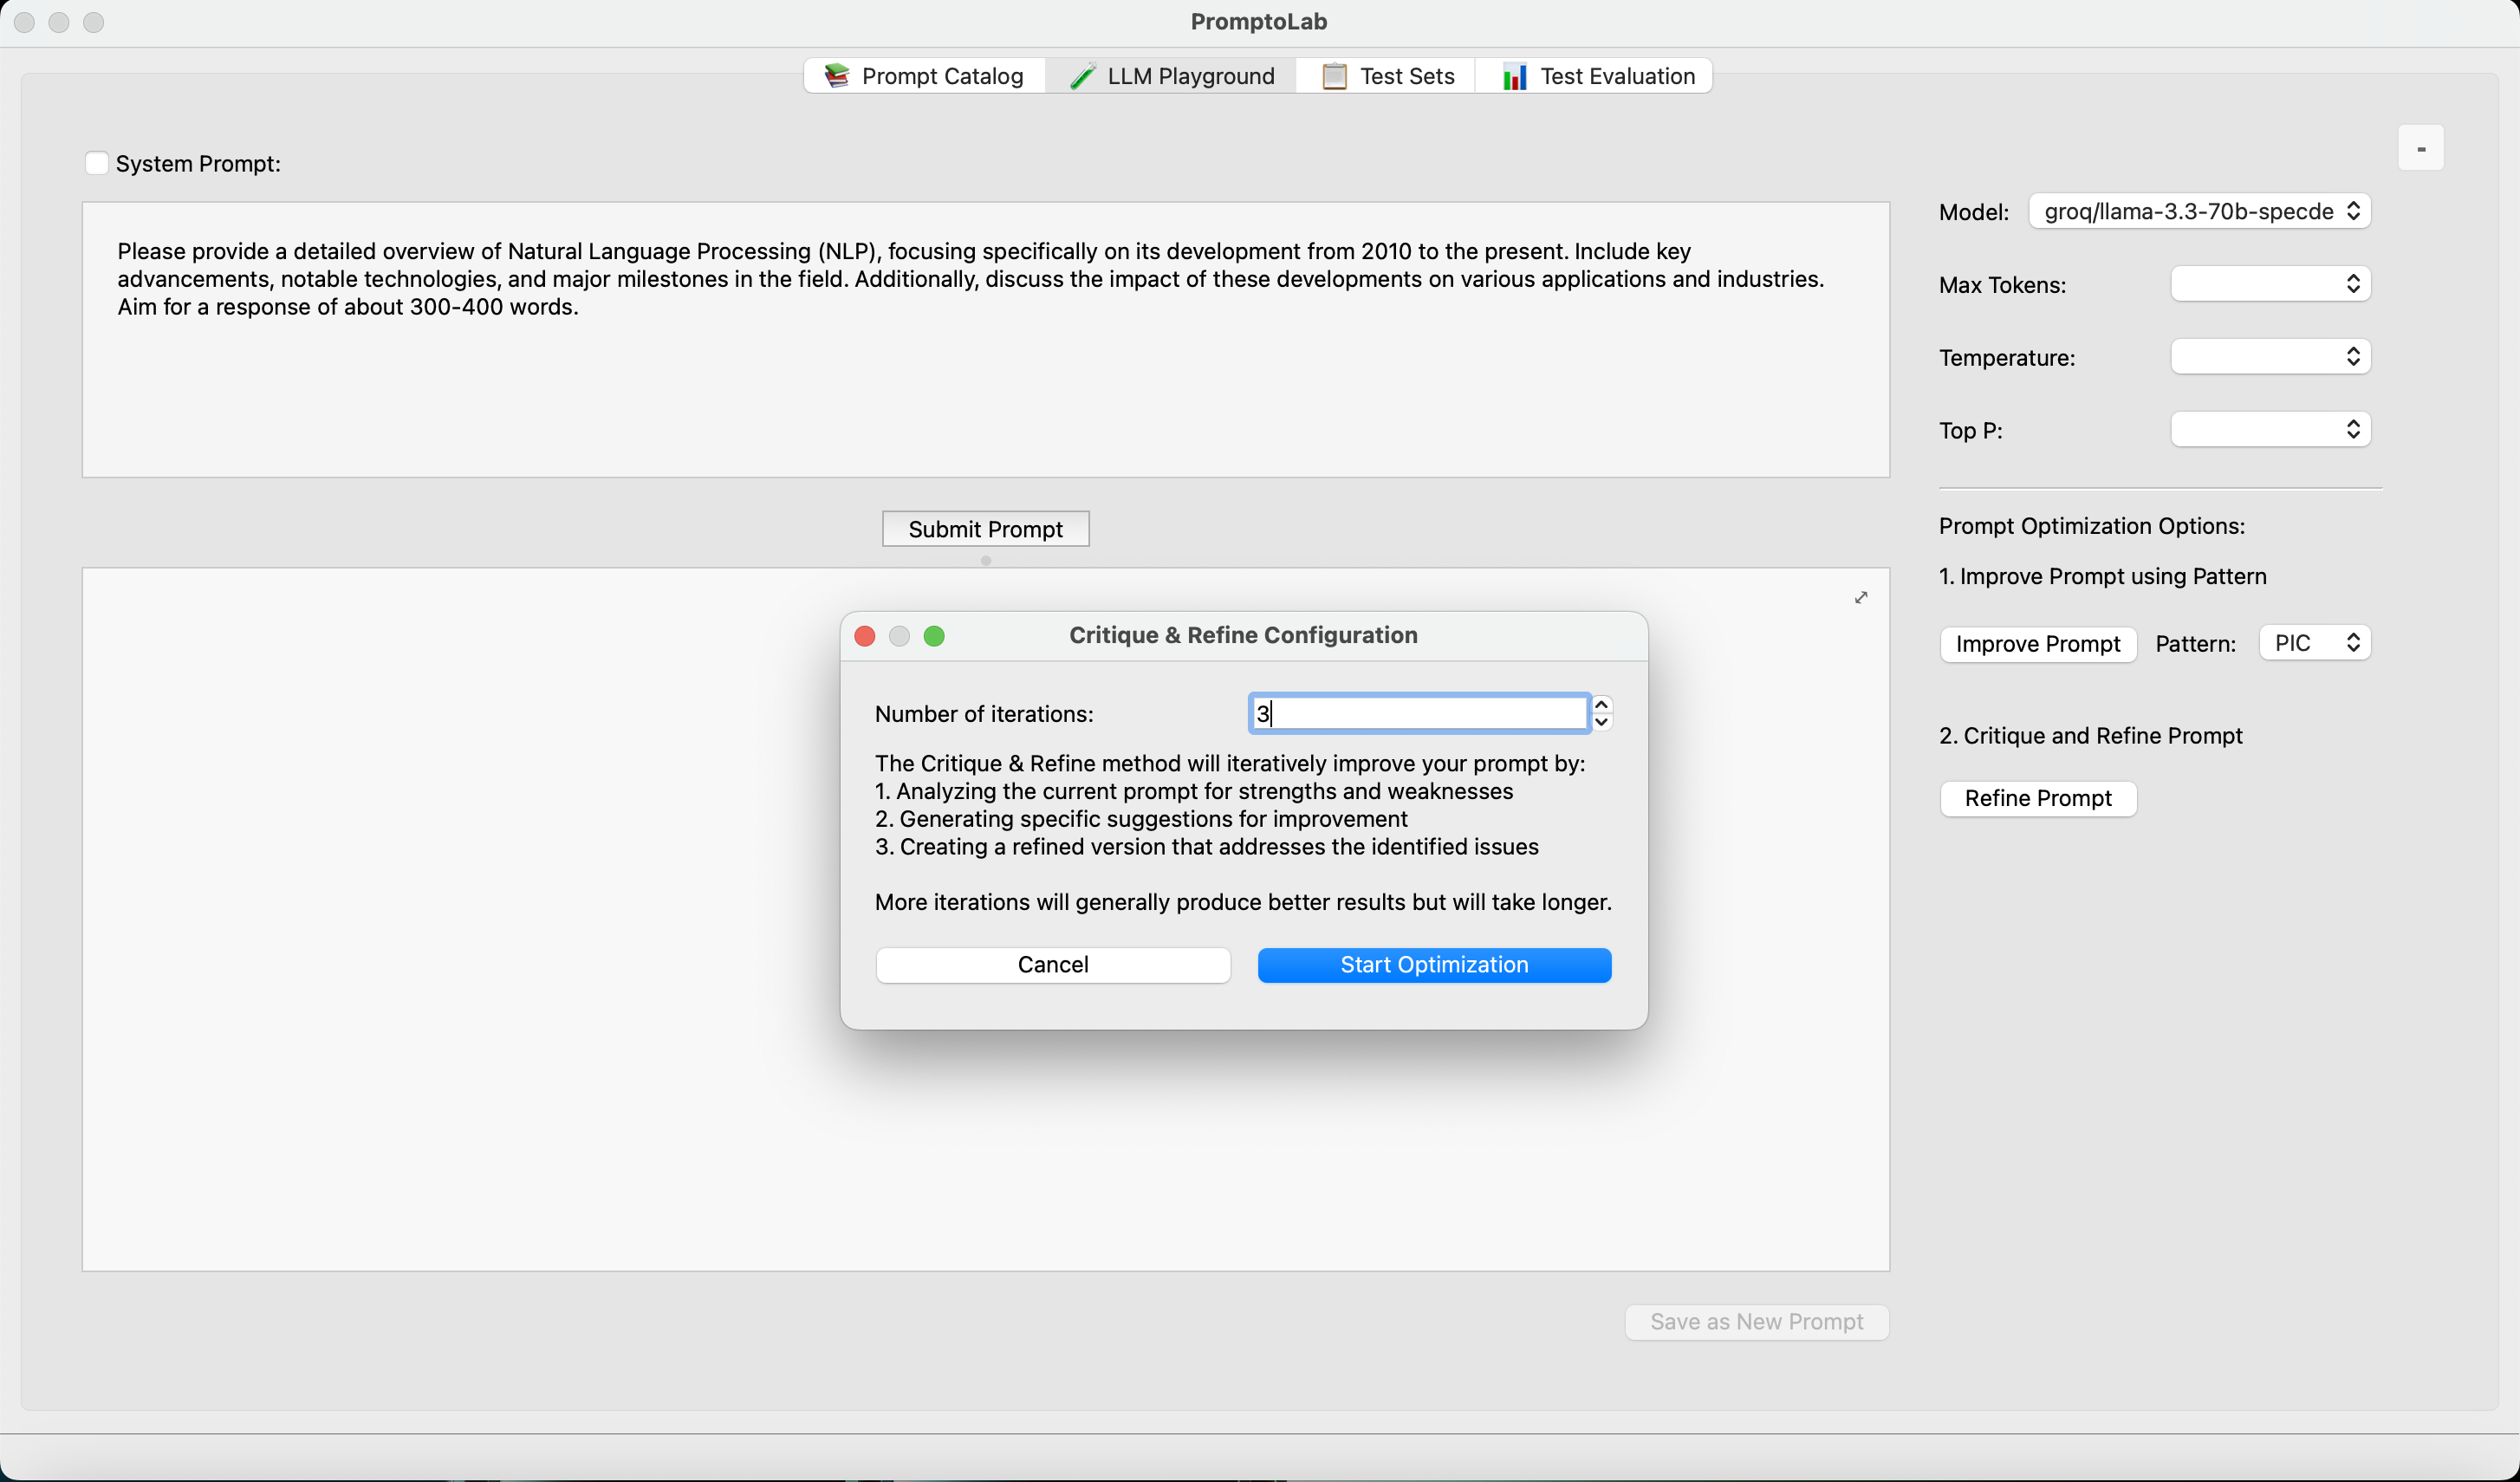 PromptoLab
Prompt Catalog
LLM Playground
Test Sets
Test Evaluation
System Prompt:
-
Please provide a detailed overview of Natural Language Processing (NLP), focusing specifically on its development from 2010 to the present. Include key
advancements, notable technologies, and major milestones in the field. Additionally, discuss the impact of these developments on various applications and industries.
Aim for a response of about 300-400 words.
Submit Prompt
Model: groq/llama-3.3-70b-specde
Max Tokens:
Temperature:
Top P:
Prompt Optimization Options:
1. Improve Prompt using Pattern
Improve Prompt Pattern: PIC
2. Critique and Refine Prompt
Refine Prompt
Critique & Refine Configuration
Number of iterations: 3
The Critique & Refine method will iteratively improve your prompt by:
1. Analyzing the current prompt for strengths and weaknesses
2. Generating specific suggestions for improvement
3. Creating a refined version that addresses the identified issues
More iterations will generally produce better results but will take longer.
Cancel
Start Optimization
Save as New Prompt